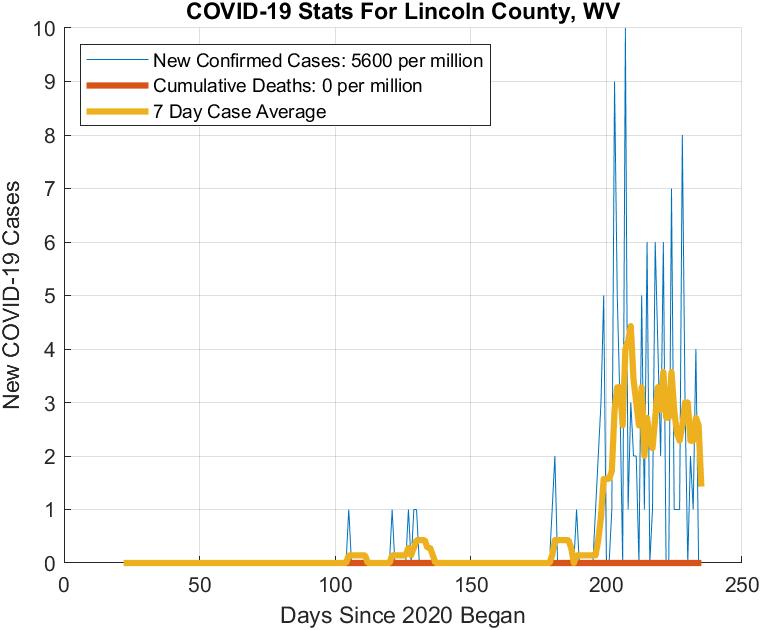 COVID-19 Stats For Lincoln County, WV
New Confirmed Cases: 5600 per million
Cumulative Deaths: 0 per million
7 Day Case Average
New COVID-19 Cases
10
9
8
7
6
5
4
3
2
1
0
0 50 100 150 200 250
Days Since 2020 Began